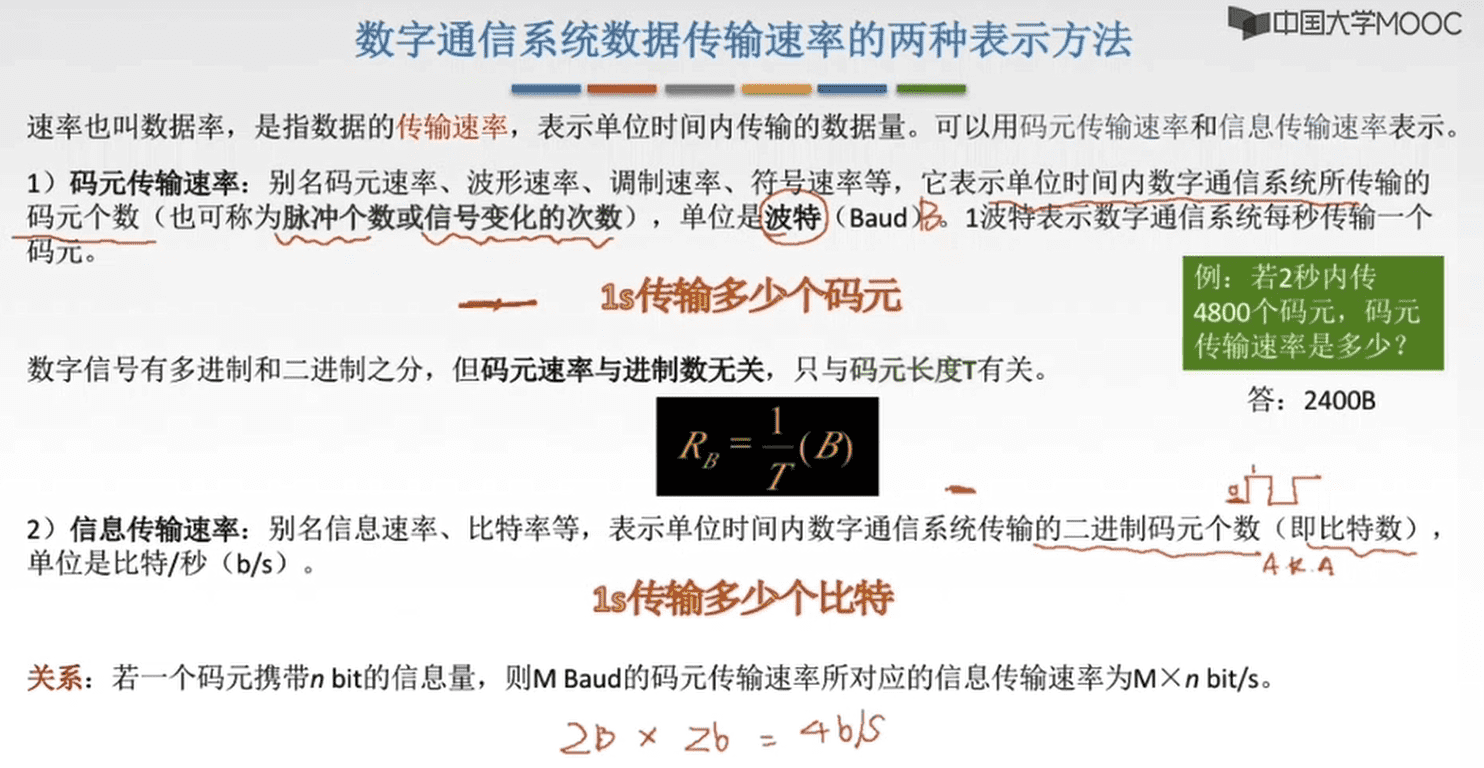 数字通信系统数据传输速率的两种表示方法
中国大学MOOC
速率也叫数据率，是指数据的传输速率，表示单位时间内传输的数据量。可以用码元传输速率和信息传输速率表示。
1）码元传输速率：别名码元速率、波形速率、调制速率、符号速率等，它表示单位时间内数字通信系统所传输的
码元个数（也可称为脉冲个数或信号变化的次数），单位是波特（Baud）B。1波特表示数字通信系统每秒传输一个
码元。
1s传输多少个码元
例：若2秒内传
4800个码元，码元
传输速率是多少？
数字信号有多进制和二进制之分，但码元速率与进制数无关，只与码元长度T有关。
答：2400B
R_B = 1/T (B)
2）信息传输速率：别名信息速率、比特率等，表示单位时间内数字通信系统传输的二进制码元个数（即比特数），
单位是比特/秒（b/s）。
A.K.A
1s传输多少个比特
关系：若一个码元携带n bit的信息量，则M Baud的码元传输速率所对应的信息传输速率为M×n bit/s。
2B × 2b = 4b/s